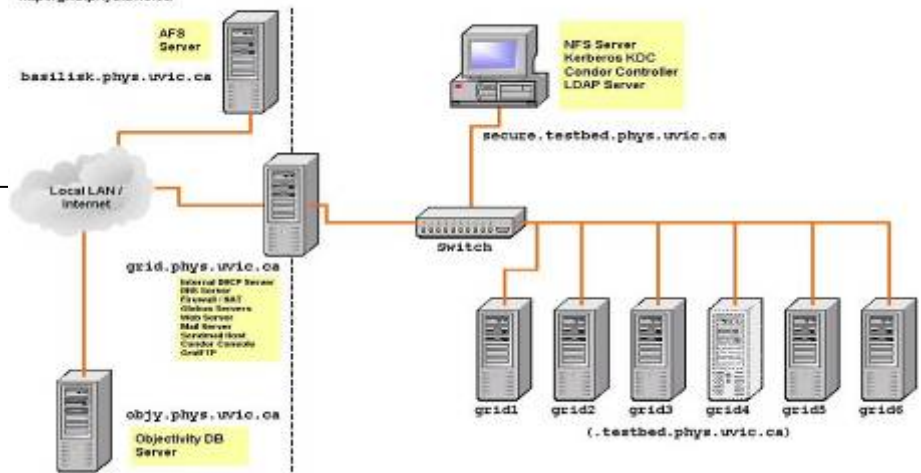 AFS
Server
basilisk.phys.uvic.ca
NFS Server
Kerberos KDC
Condor Controller
LDAP Server
secure.testbed.phys.uvic.ca
Local LAN /
Internet
Switch
grid.phys.uvic.ca
Internal DHCP Server
DNS Server
Firewall / NAT
Globus Servers
Web Server
Mail Server
Sendmail Host
Condor Console
GridFTP
grid1
grid2
grid3
grid4
grid5
grid6
(.testbed.phys.uvic.ca)
objy.phys.uvic.ca
Objectivity DB
Server